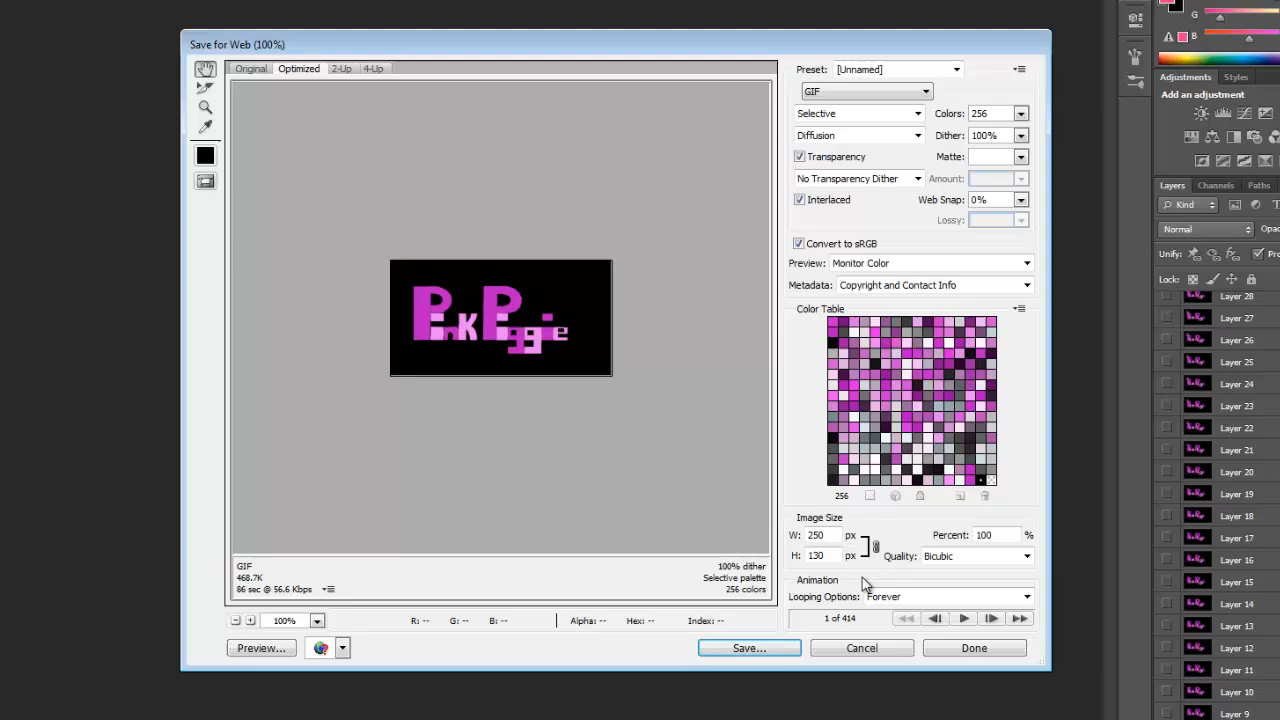 Save for Web (100%)
Original Optimized 2-Up 4-Up
Preset: [Unnamed]
GIF
Selective Colors: 256
Diffusion Dither: 100%
Transparency Matte:
No Transparency Dither Amount:
Interlaced Web Snap: 0%
Lossy:
Convert to sRGB
Preview: Monitor Color
Metadata: Copyright and Contact Info
Color Table
256
Image Size
W: 250 px Percent: 100 %
H: 130 px Quality: Bicubic
Animation
Looping Options: Forever
1 of 414
Pink Piggie
GIF 100% dither
468.7K Selective palette
86 sec @ 56.6 Kbps 256 colors
100% R: -- G: -- B: -- Alpha: -- Hex: -- Index: --
Preview... Save... Cancel Done
G
B
Adjustments Styles
Add an adjustment
Layers Channels Paths
Kind
Normal
Unify:
Lock:
Layer 28
Layer 27
Layer 26
Layer 25
Layer 24
Layer 23
Layer 22
Layer 21
Layer 20
Layer 19
Layer 18
Layer 17
Layer 16
Layer 15
Layer 14
Layer 13
Layer 12
Layer 11
Layer 10
Layer 9